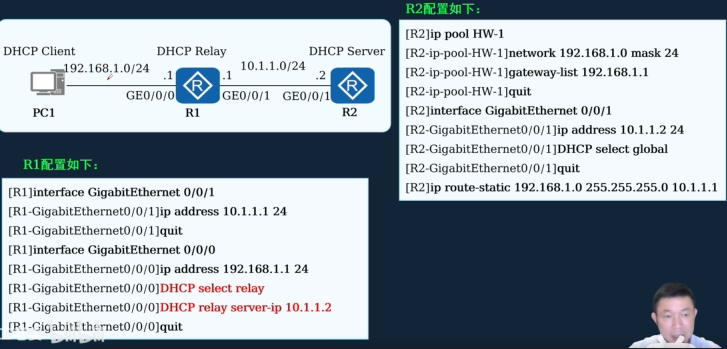 DHCP Client
DHCP Relay
DHCP Server
192.168.1.0/24
10.1.1.0/24
.1
.1
.2
GE0/0/0
GE0/0/1
GE0/0/1
PC1
R1
R2
R1配置如下：
[R1]interface GigabitEthernet 0/0/1
[R1-GigabitEthernet0/0/1]ip address 10.1.1.1 24
[R1-GigabitEthernet0/0/1]quit
[R1]interface GigabitEthernet 0/0/0
[R1-GigabitEthernet0/0/0]ip address 192.168.1.1 24
[R1-GigabitEthernet0/0/0]DHCP select relay
[R1-GigabitEthernet0/0/0]DHCP relay server-ip 10.1.1.2
[R1-GigabitEthernet0/0/0]quit
R2配置如下：
[R2]ip pool HW-1
[R2-ip-pool-HW-1]network 192.168.1.0 mask 24
[R2-ip-pool-HW-1]gateway-list 192.168.1.1
[R2-ip-pool-HW-1]quit
[R2]interface GigabitEthernet 0/0/1
[R2-GigabitEthernet0/0/1]ip address 10.1.1.2 24
[R2-GigabitEthernet0/0/1]DHCP select global
[R2-GigabitEthernet0/0/1]quit
[R2]ip route-static 192.168.1.0 255.255.255.0 10.1.1.1